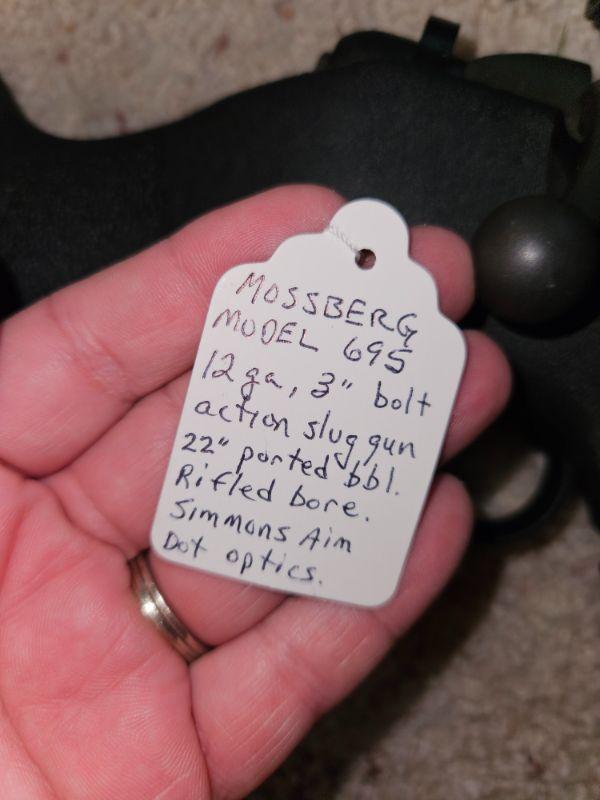 MOSSBERG
MODEL 695
12 ga, 3" bolt
action slug gun
22" ported bbl.
Rifled bore.
Simmons Aim
Dot optics.